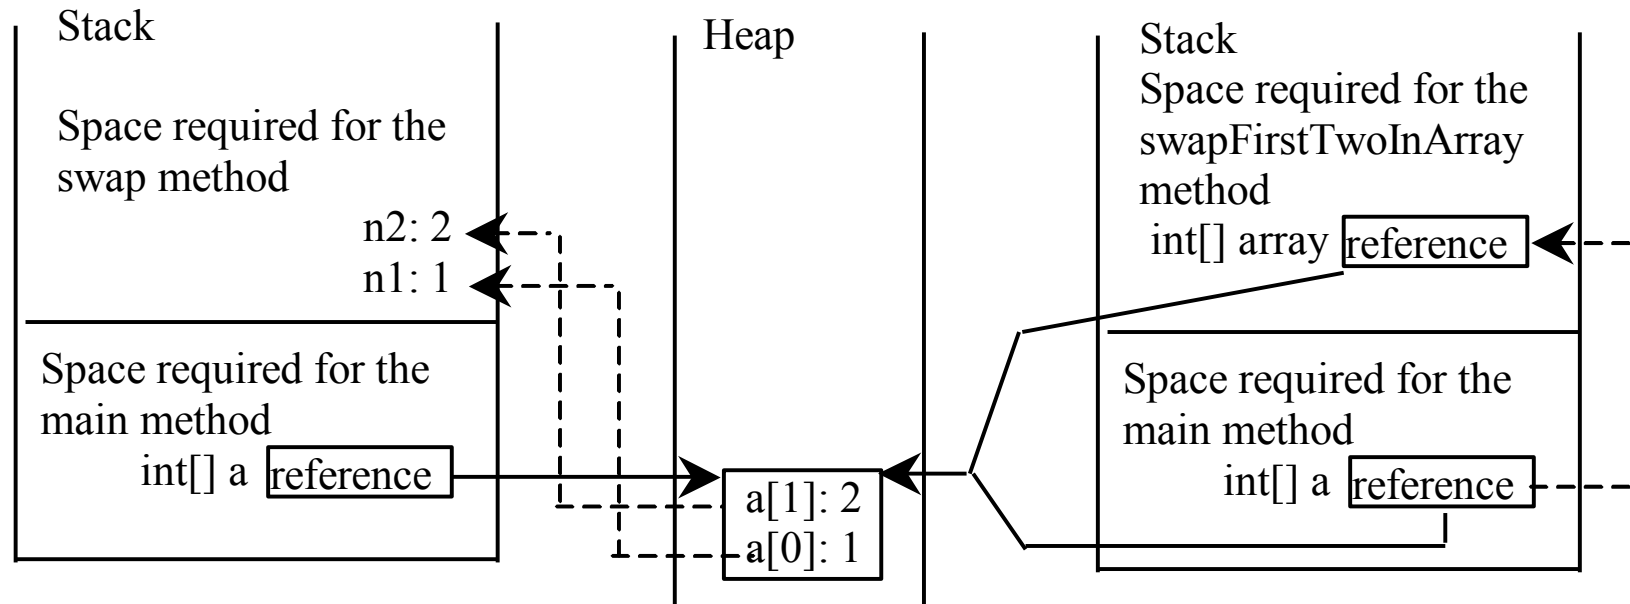 Stack
Space required for the
swap method
n2: 2
n1: 1
Space required for the
main method
int[] a reference
Heap
a[1]: 2
a[0]: 1
Stack
Space required for the
swapFirstTwoInArray
method
int[] array reference
Space required for the
main method
int[] a reference